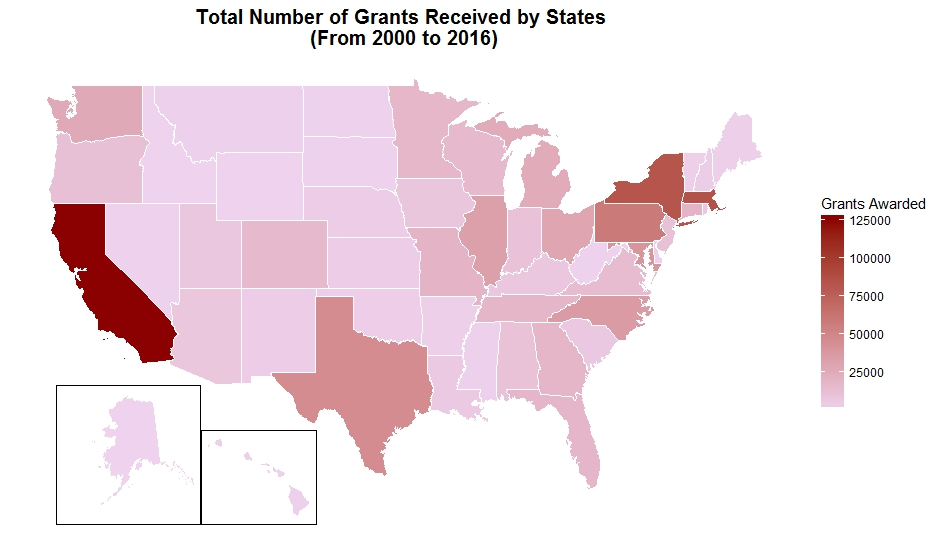 Total Number of Grants Received by States
(From 2000 to 2016)
Grants Awarded
125000
100000
75000
50000
25000